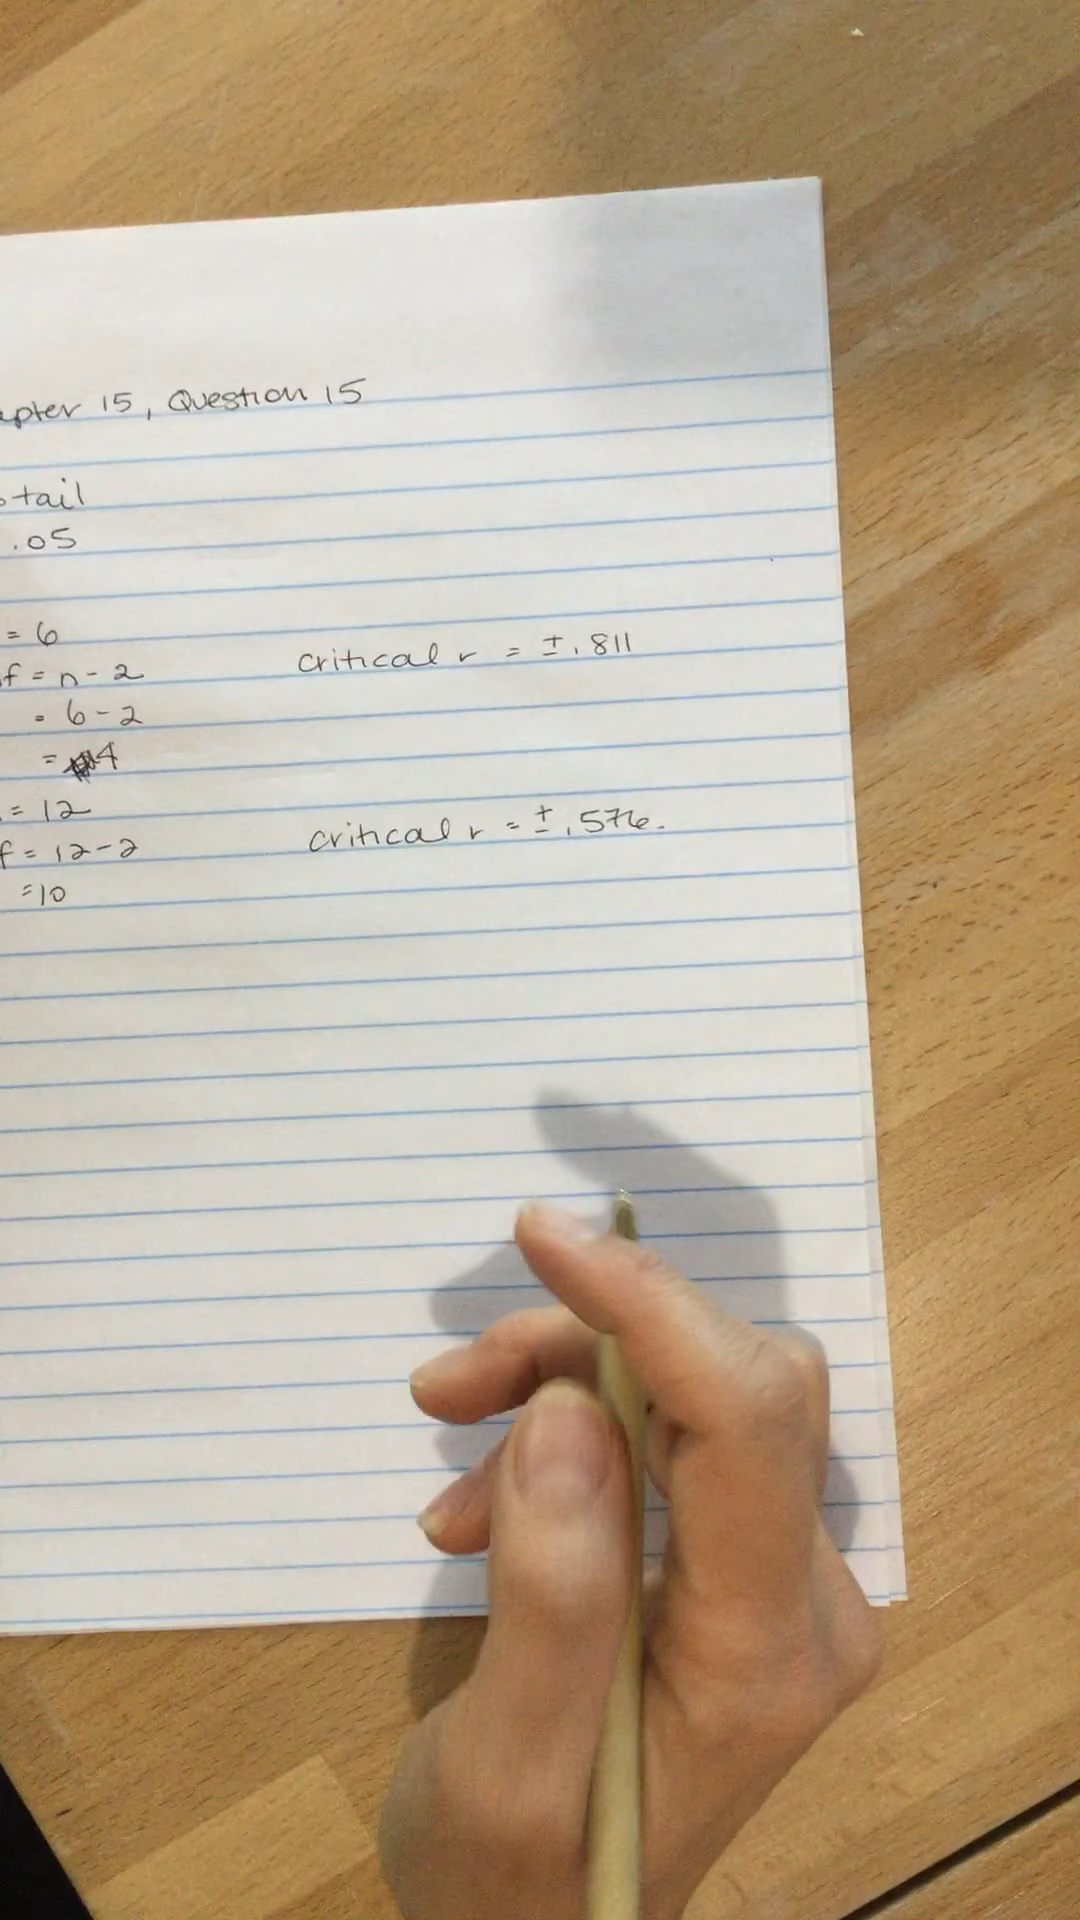 apter 15, Question 15
o tail
.05
= 6
critical r = ±.811
f = n - 2
= 6 - 2
= 4
= 12
critical r = ±.576.
f = 12-2
=10